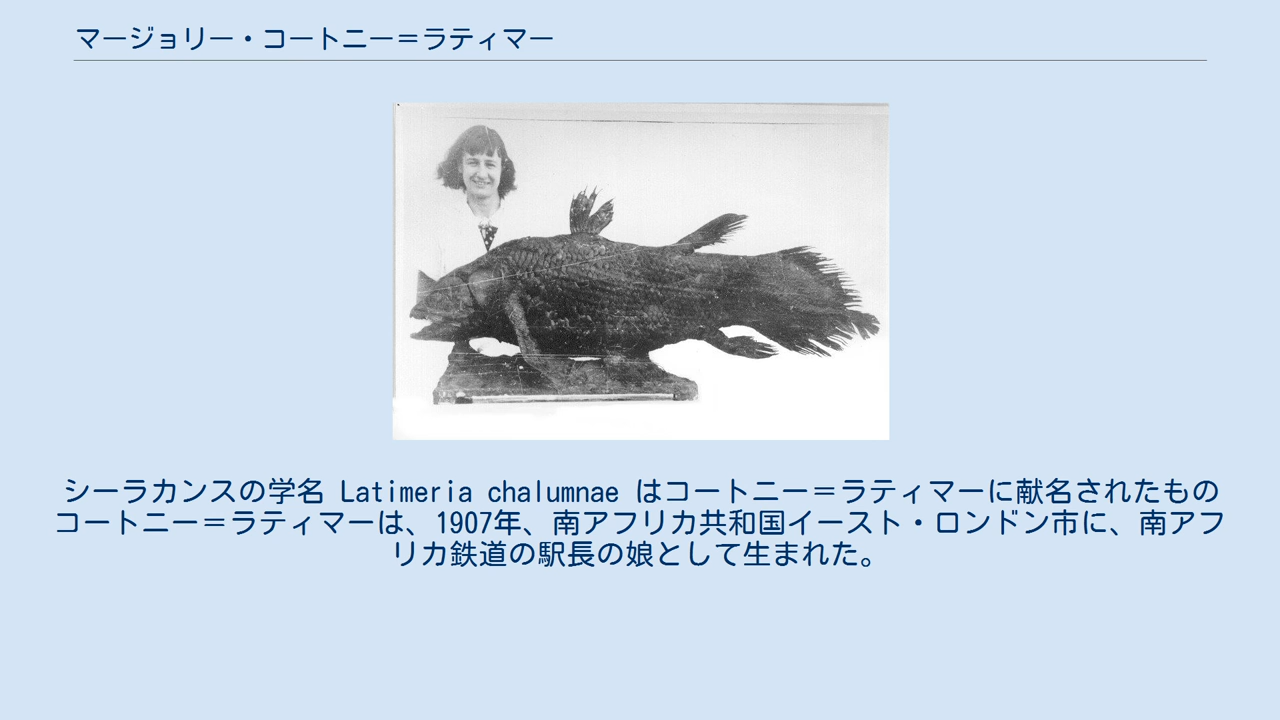 マージョリー・コートニー＝ラティマー
シーラカンスの学名 Latimeria chalumnae はコートニー＝ラティマーに献名されたもの
コートニー＝ラティマーは、1907年、南アフリカ共和国イースト・ロンドン市に、南アフ
リカ鉄道の駅長の娘として生まれた。